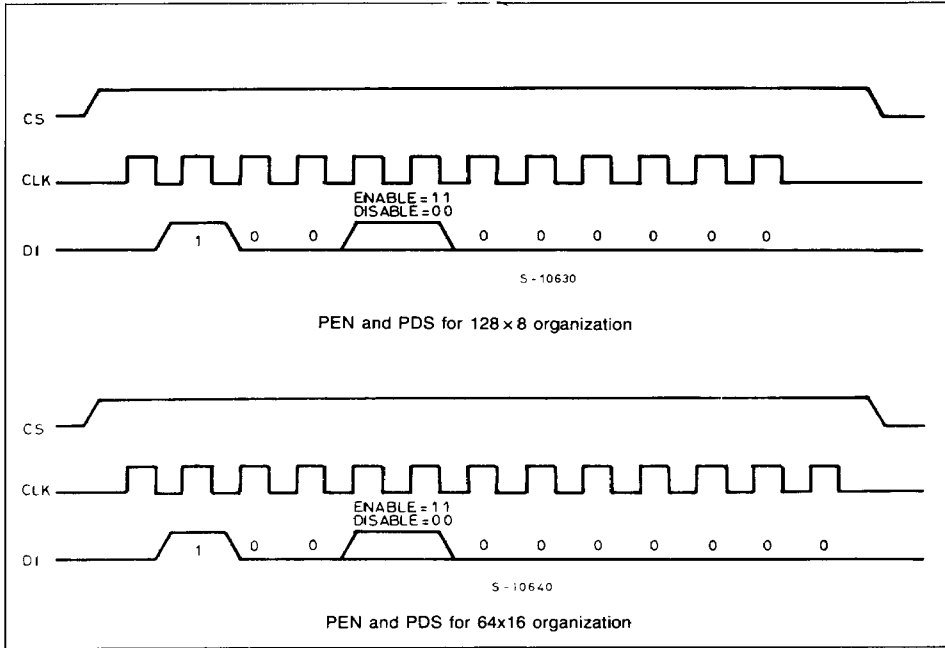 CS
CLK
ENABLE=11
DISABLE=00
DI 1 0 0 0 0 0 0 0 0
S-10630
PEN and PDS for 128×8 organization
CS
CLK
ENABLE=11
DISABLE=00
DI 1 0 0 0 0 0 0 0 0 0
S-10640
PEN and PDS for 64x16 organization